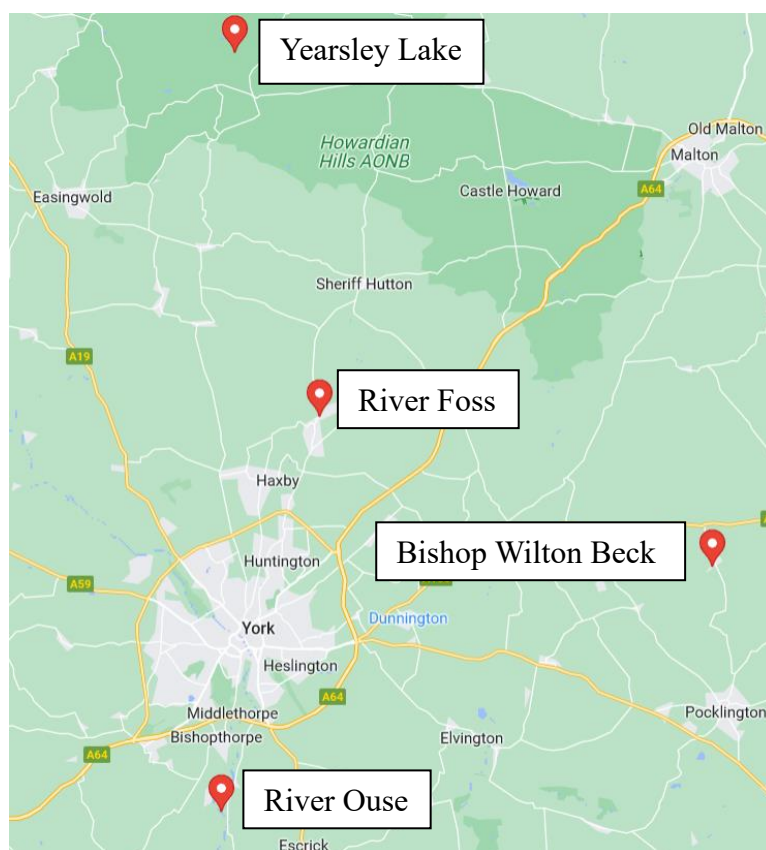 Yearsley Lake
Old Malton
Malton
Howardian
Hills AONB
Castle Howard
A64
Easingwold
Sheriff Hutton
A19
River Foss
Haxby
Bishop Wilton Beck
Huntington
A59
Dunnington
York
Heslington
A64
Middlethorpe
Pocklington
Bishopthorpe
Elvington
A64
River Ouse
Escrick